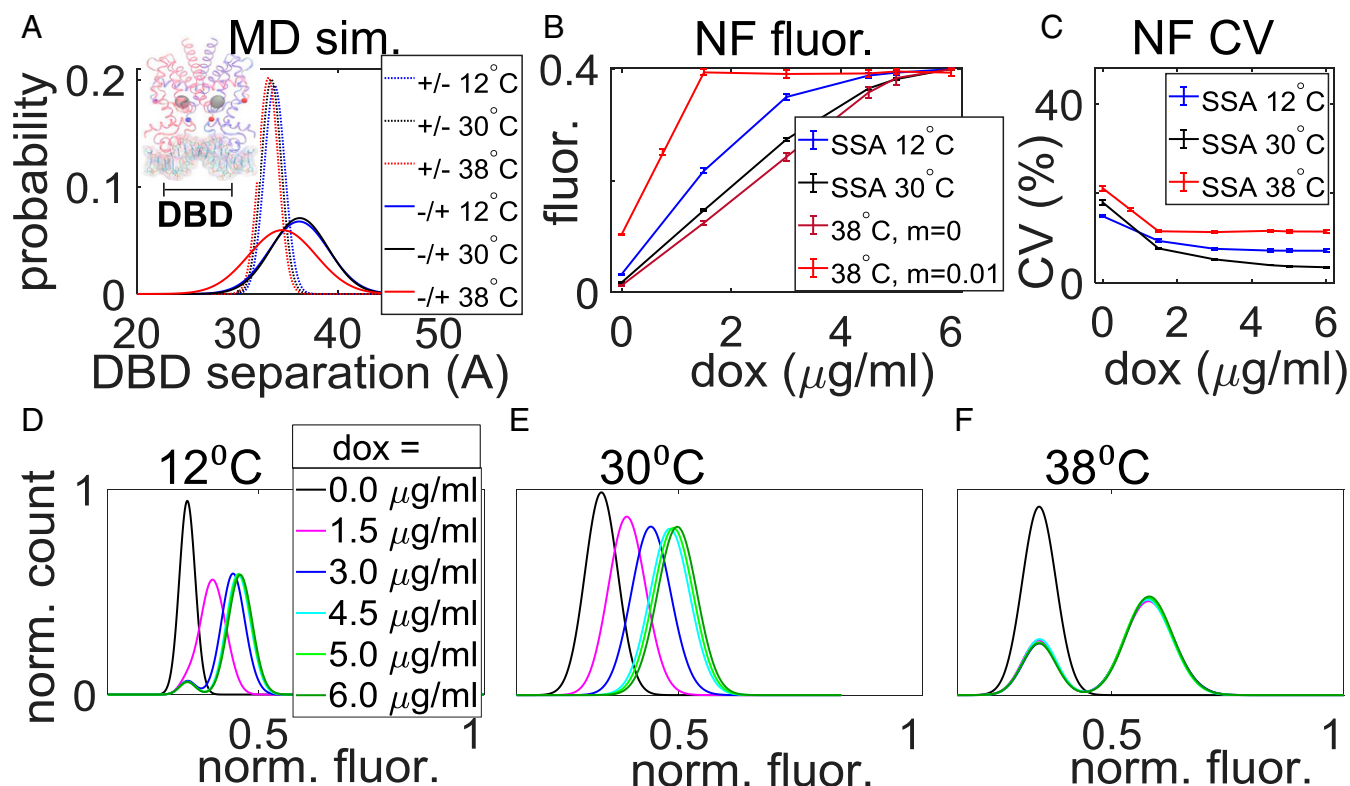 A
MD sim.
probability
0.2
0.1
0
20
30
40
50
DBD separation (A)
DBD
+/- 12°C
+/- 30°C
+/- 38°C
-/+ 12°C
-/+ 30°C
-/+ 38°C
B
NF fluor.
fluor.
0.4
0
0
2
4
6
dox (μg/ml)
SSA 12°C
SSA 30°C
38°C, m=0
38°C, m=0.01
C
NF CV
CV (%)
40
0
0
2
4
6
dox (μg/ml)
SSA 12°C
SSA 30°C
SSA 38°C
D
12⁰C
norm. count
1
0
0.5
1
norm. fluor.
dox =
0.0 μg/ml
1.5 μg/ml
3.0 μg/ml
4.5 μg/ml
5.0 μg/ml
6.0 μg/ml
E
30⁰C
0.5
1
norm. fluor.
F
38⁰C
0.5
1
norm. fluor.